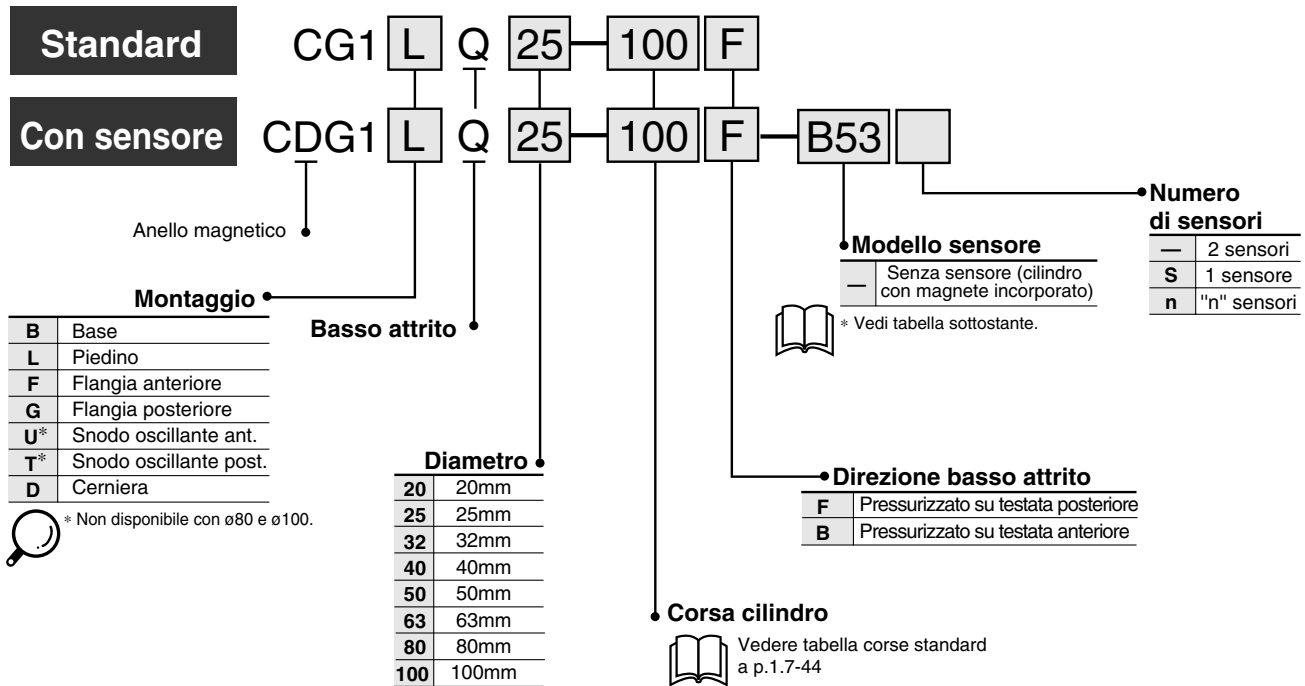 Standard
CG1 L Q 25 — 100 F
Con sensore
CDG1 L Q 25 — 100 F — B53
Anello magnetico
Montaggio
B Base
L Piedino
F Flangia anteriore
G Flangia posteriore
U* Snodo oscillante ant.
T* Snodo oscillante post.
D Cerniera
* Non disponibile con ø80 e ø100.
Basso attrito
Diametro
20 20mm
25 25mm
32 32mm
40 40mm
50 50mm
63 63mm
80 80mm
100 100mm
Corsa cilindro
Vedere tabella corse standard
a p.1.7-44
Direzione basso attrito
F Pressurizzato su testata posteriore
B Pressurizzato su testata anteriore
Modello sensore
— Senza sensore (cilindro
con magnete incorporato)
* Vedi tabella sottostante.
Numero
di sensori
— 2 sensori
S 1 sensore
n "n" sensori